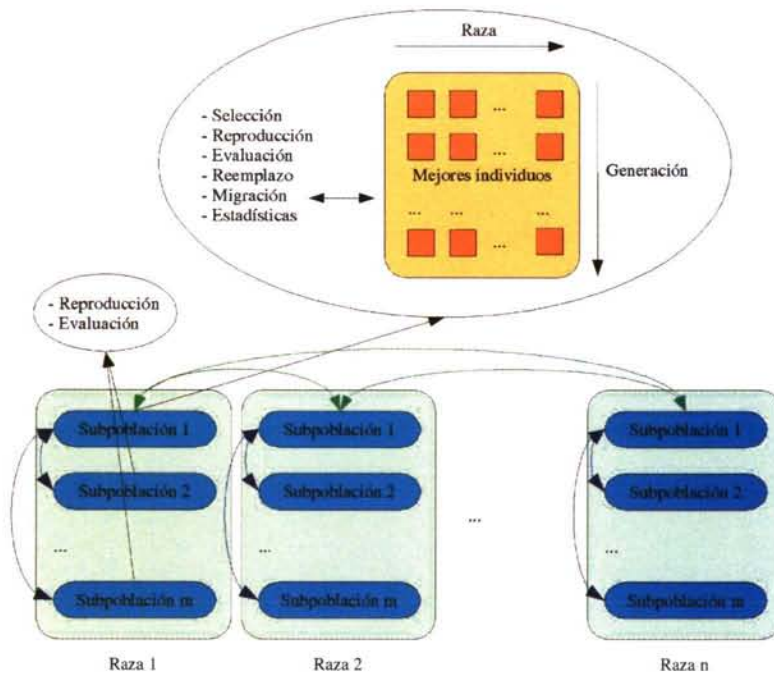 Raza
- Selección
- Reproducción
- Evaluación
- Reemplazo
- Migración
- Estadísticas
...
...
Mejores individuos
... ... ...
...
Generación
- Reproducción
- Evaluación
Subpoblación 1
Subpoblación 2
...
Subpoblación m
Raza 1
Subpoblación 1
Subpoblación 2
...
Subpoblación m
Raza 2
...
Subpoblación 1
Subpoblación 2
...
Subpoblación m
Raza n